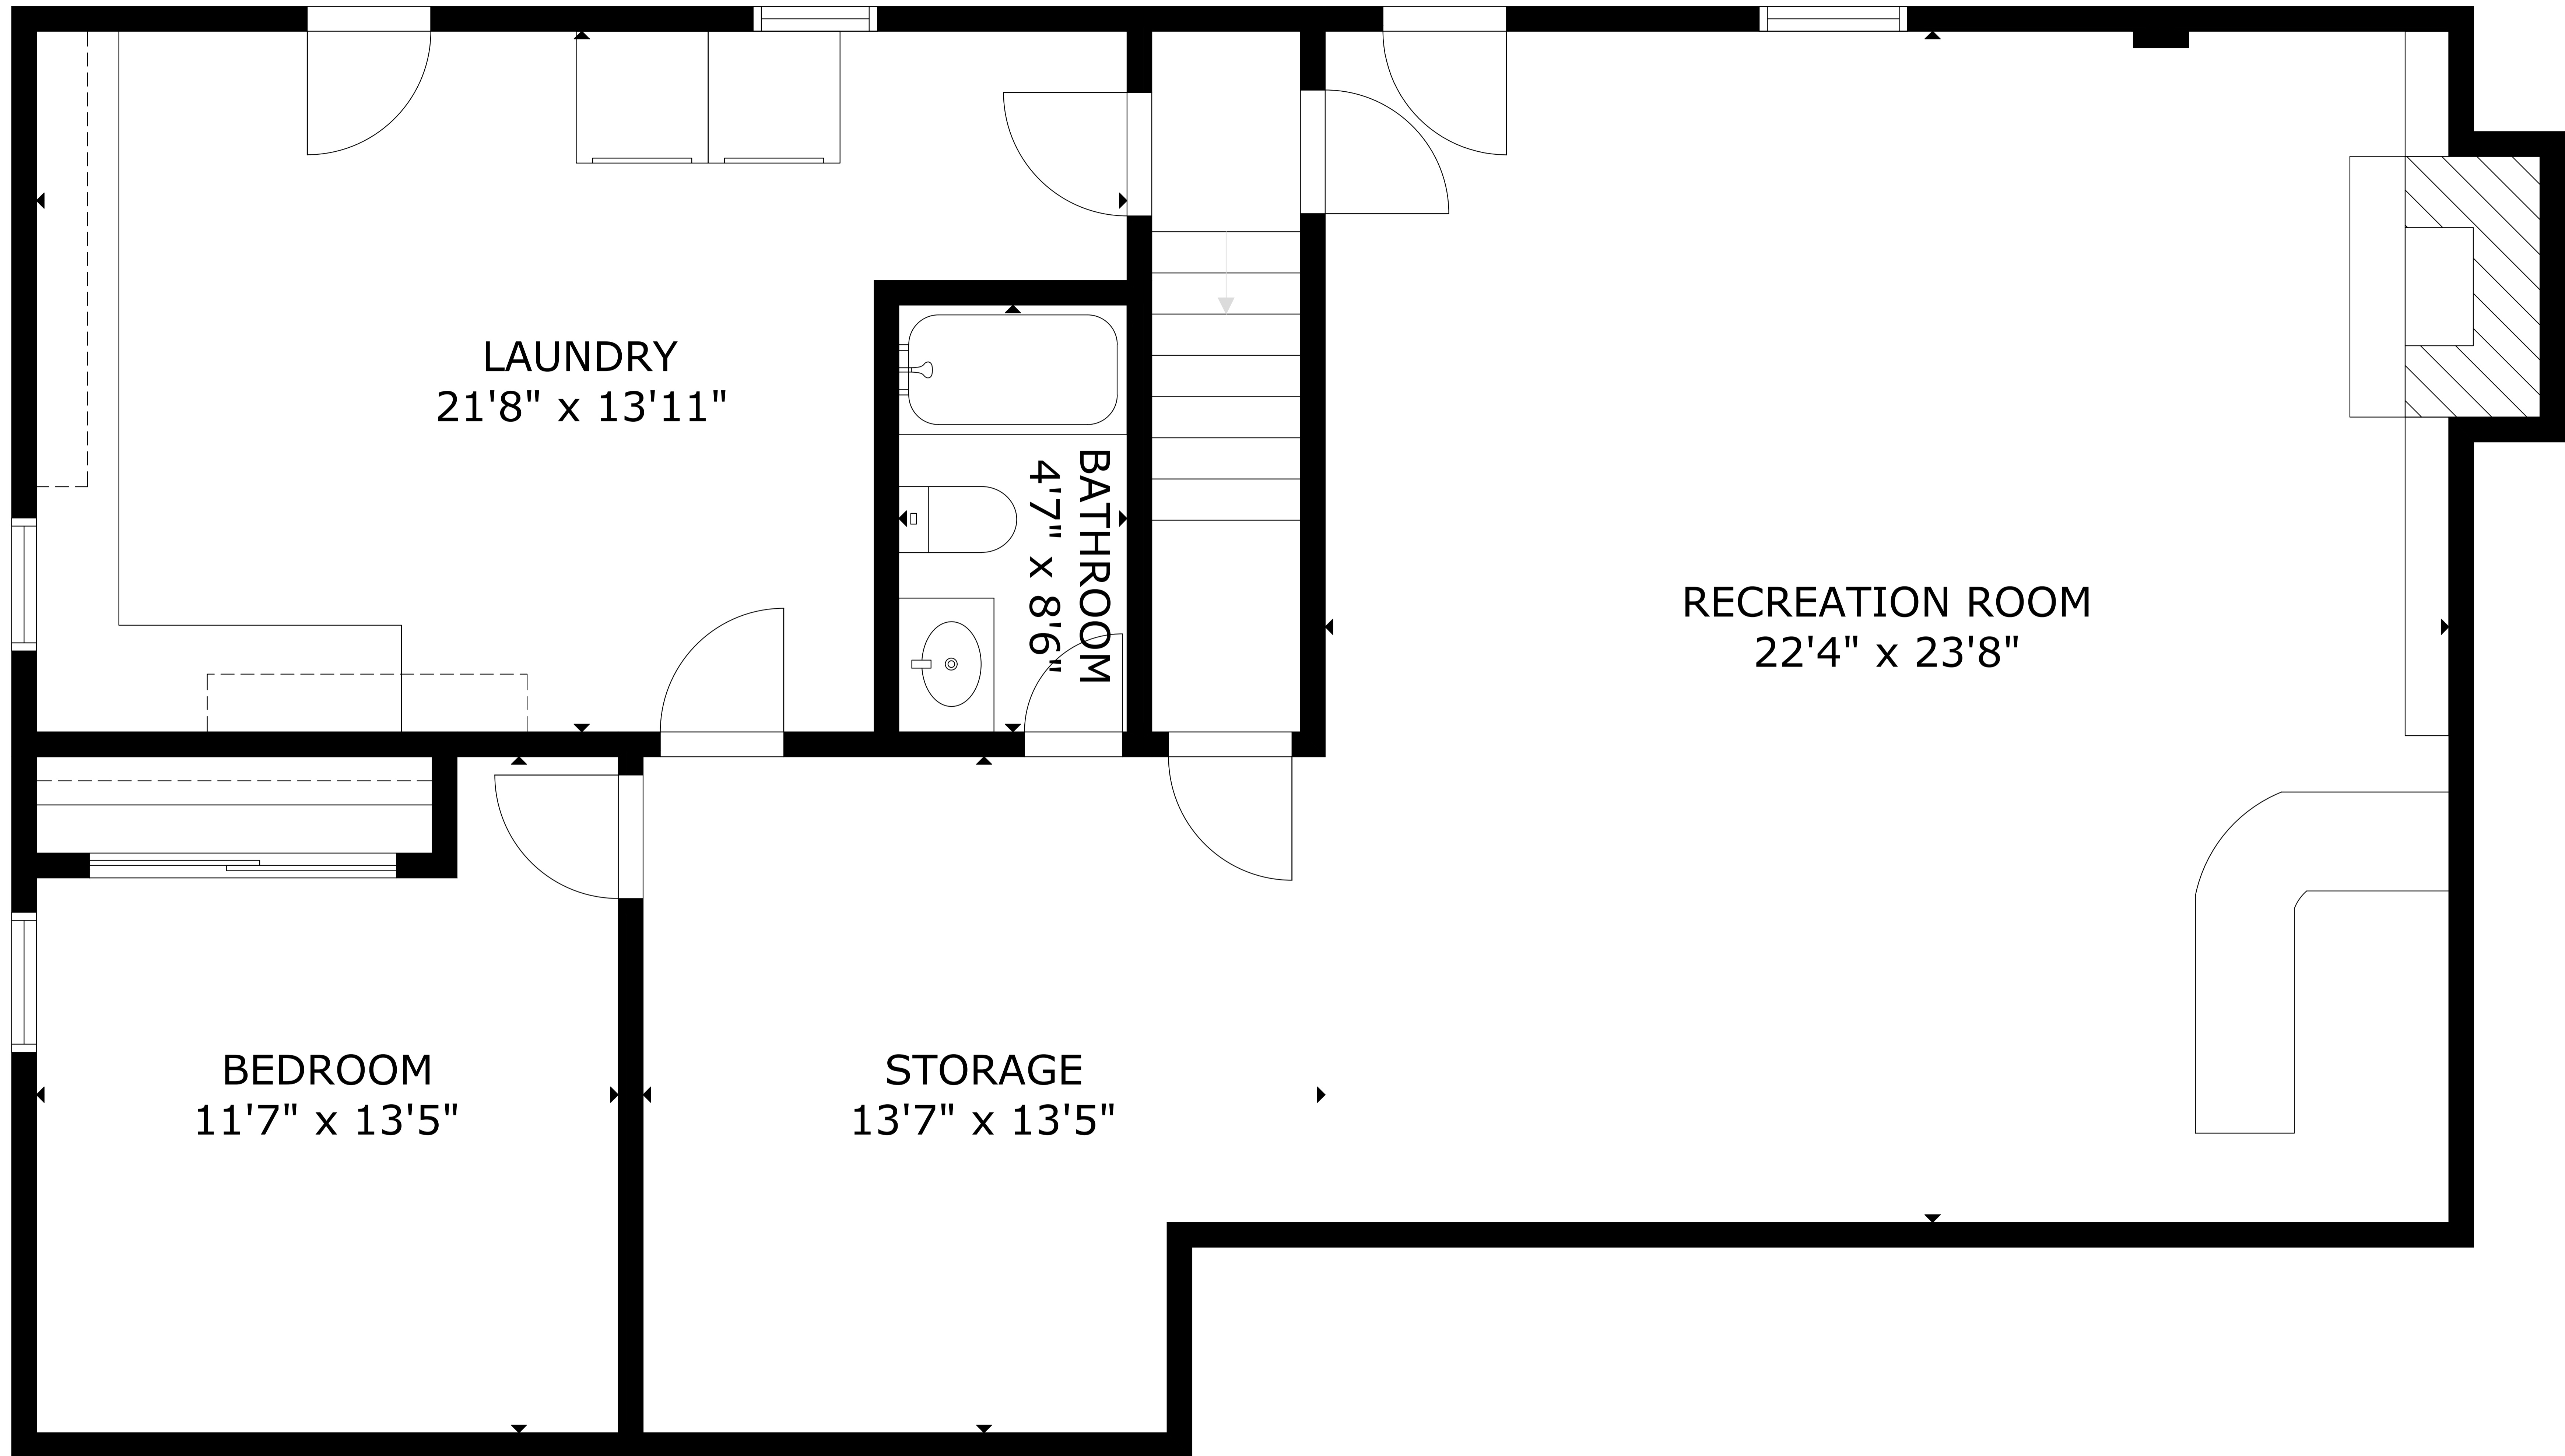 LAUNDRY
21'8" x 13'11"
BATHROOM
4'7" x 8'6"
RECREATION ROOM
22'4" x 23'8"
BEDROOM
11'7" x 13'5"
STORAGE
13'7" x 13'5"